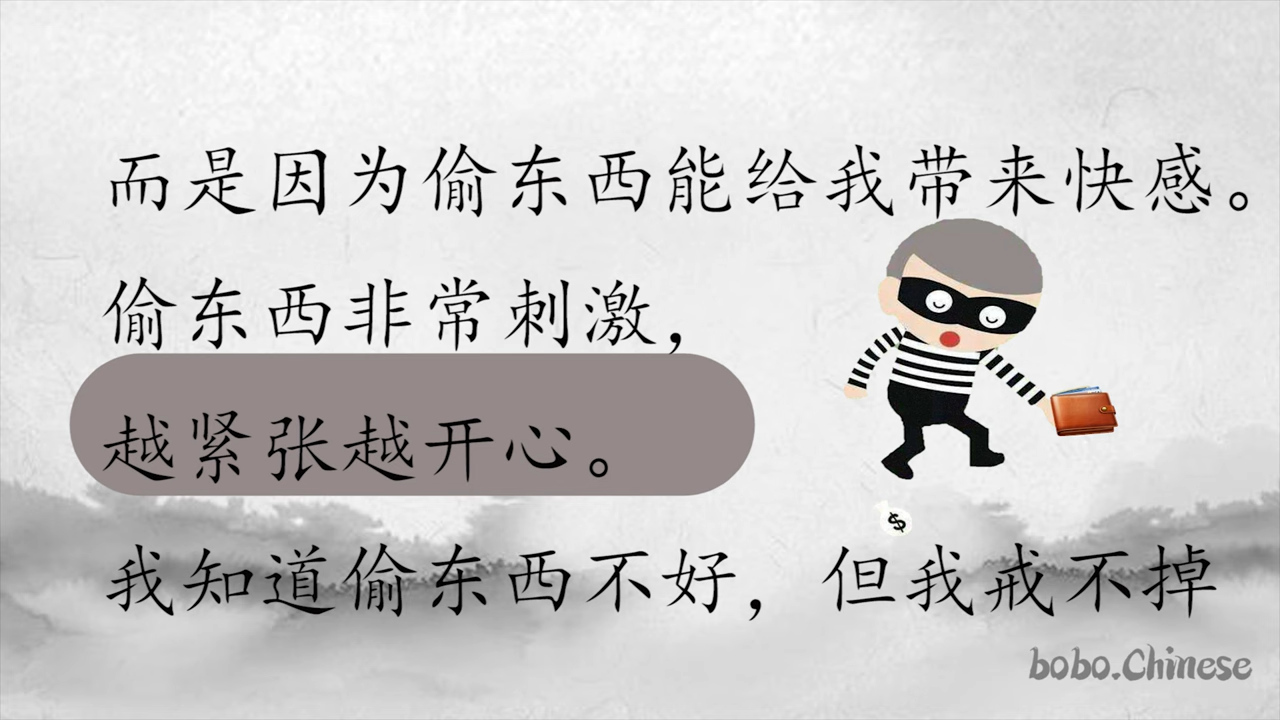 而是因为偷东西能给我带来快感。
偷东西非常刺激，
越紧张越开心。
$
我知道偷东西不好，但我戒不掉
bobo.Chinese